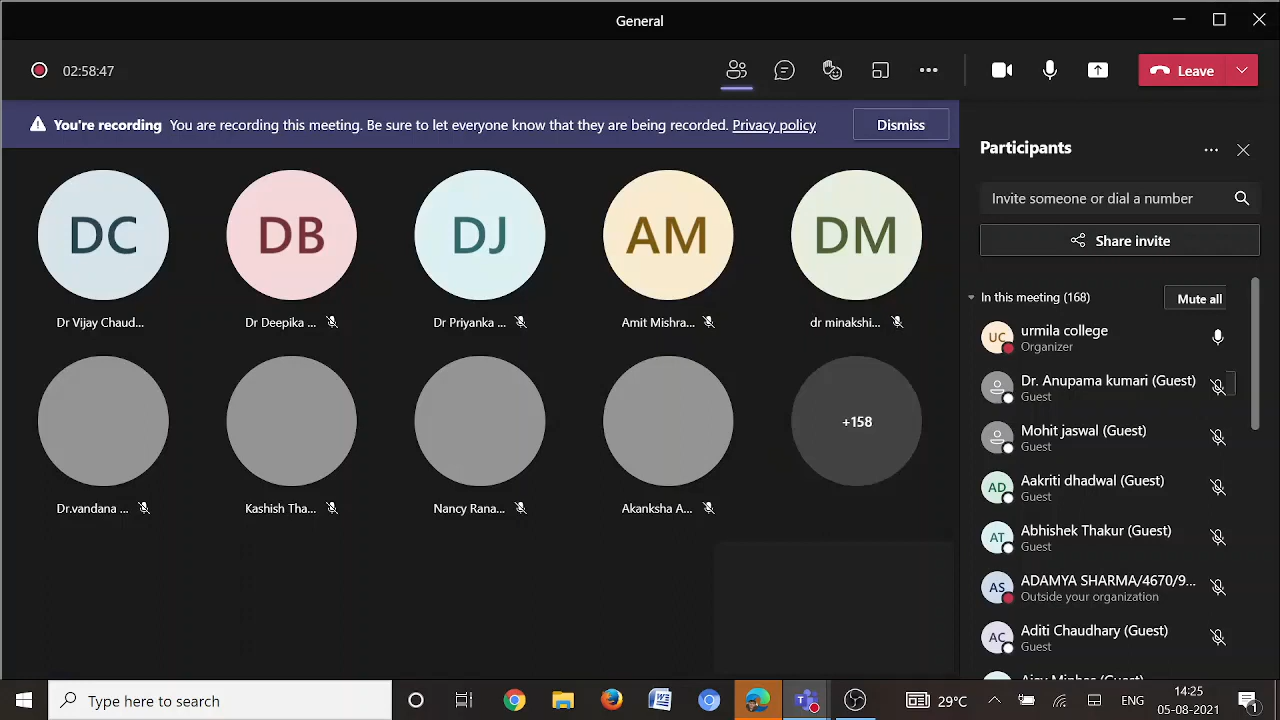 General
02:58:47
Leave
You're recording You are recording this meeting. Be sure to let everyone know that they are being recorded. Privacy policy
Dismiss
DC DB DJ AM DM
Dr Vijay Chaud... Dr Deepika ... Dr Priyanka ... Amit Mishra... dr minakshi...
+158
Dr.vandana ... Kashish Tha... Nancy Rana... Akanksha A...
Participants
Invite someone or dial a number
Share invite
In this meeting (168) Mute all
UC urmila college
Organizer
Dr. Anupama kumari (Guest)
Guest
Mohit jaswal (Guest)
Guest
AD Aakriti dhadwal (Guest)
Guest
AT Abhishek Thakur (Guest)
Guest
AS ADAMYA SHARMA/4670/9...
Outside your organization
AC Aditi Chaudhary (Guest)
Guest
Type here to search
29°C
ENG
14:25
05-08-2021
1